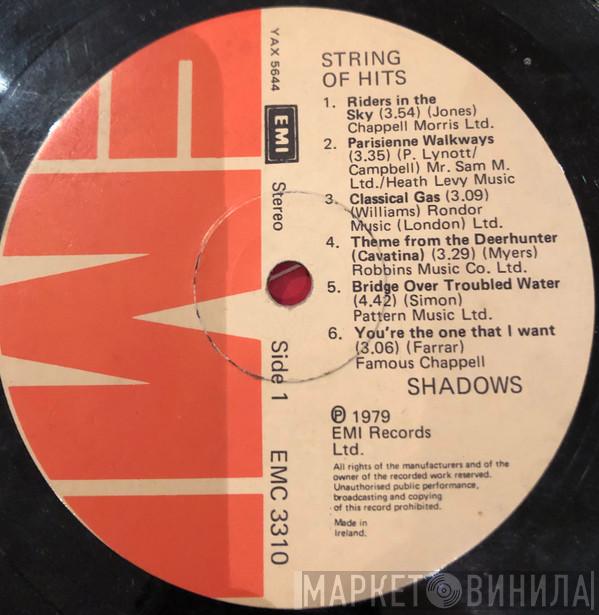 STRING
OF HITS
1. Riders in the
Sky (3.54) (Jones)
Chappell Morris Ltd.
2. Parisienne Walkways
(3.35) (P. Lynott/
Campbell) Mr. Sam M.
Ltd./Heath Levy Music
3. Classical Gas (3.09)
(Williams) Rondor
Music (London) Ltd.
4. Theme from the Deerhunter
(Cavatina) (3.29) (Myers)
Robbins Music Co. Ltd.
5. Bridge Over Troubled Water
(4.42) (Simon)
Pattern Music Ltd.
6. You're the one that I want
(3.06) (Farrar)
Famous Chappell
SHADOWS
℗ 1979
EMI Records
Ltd.
All rights of the manufacturers and of the
owner of the recorded work reserved.
Unauthorised public performance,
broadcasting and copying
of this record prohibited.
Made in
Ireland.
YAX 5644
EMI
Stereo
Side 1
EMC 3310
EMI
МАРКЕТ ВИНИЛА